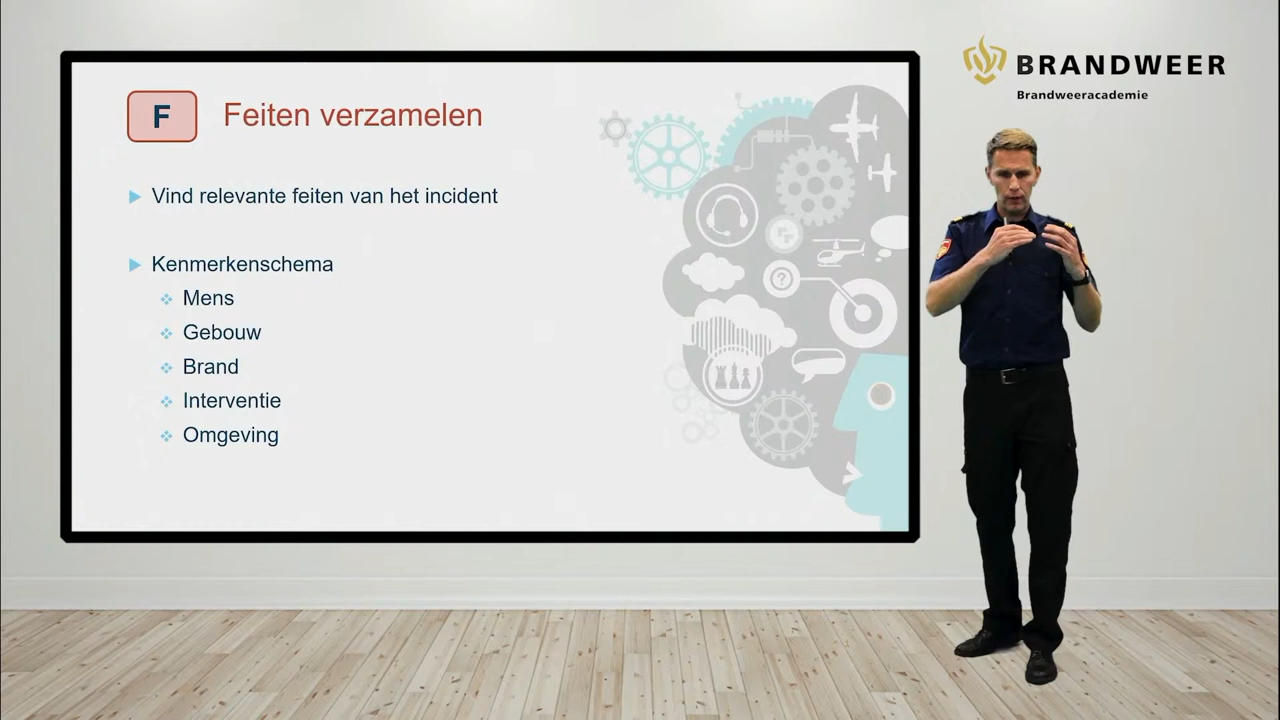 BRANDWEER
Brandweeracademie
F
Feiten verzamelen
Vind relevante feiten van het incident
Kenmerkenschema
Mens
Gebouw
Brand
Interventie
Omgeving
?